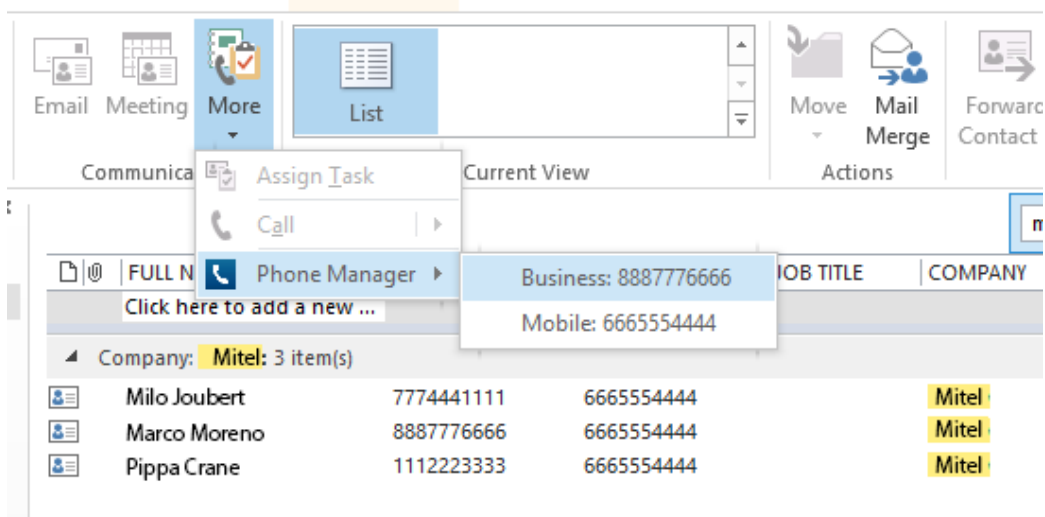 Email Meeting More List Move Mail Merge Forward Contact
Communica Current View Actions
Assign Task
Call
Phone Manager
Business: 8887776666
Mobile: 6665554444
FULL N JOB TITLE COMPANY
Click here to add a new ...
Company: Mitel: 3 item(s)
Milo Joubert 7774441111 6665554444 Mitel
Marco Moreno 8887776666 6665554444 Mitel
Pippa Crane 1112223333 6665554444 Mitel